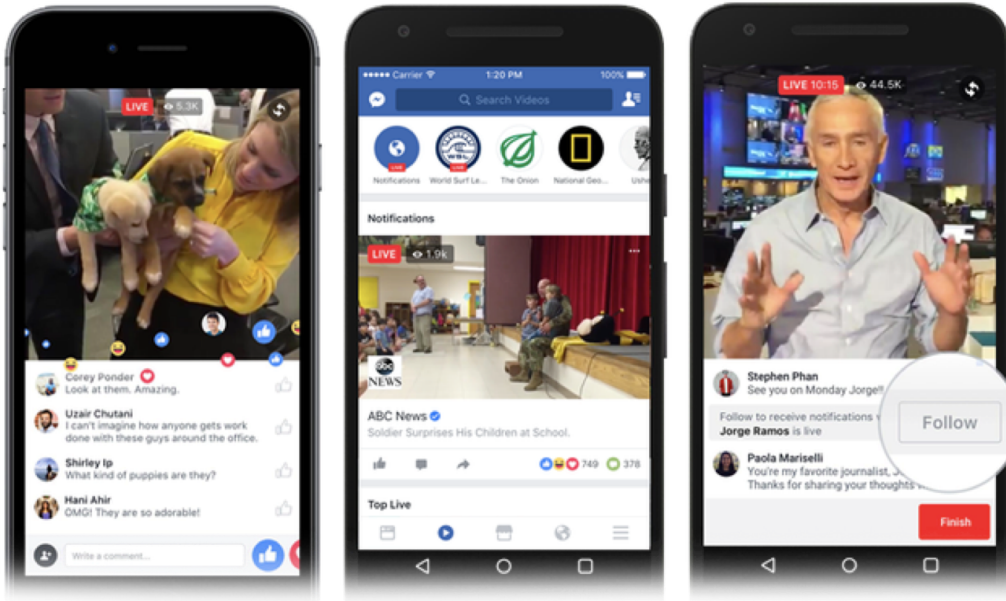 LIVE 5.3K
Corey Ponder
Look at them. Amazing.
Uzair Chutani
I can't imagine how anyone gets work
done with these guys around the office.
Shirley Ip
What kind of puppies are they?
Hani Ahir
OMG! They are so adorable!
Write a comment...
Carrier 1:20 PM 100%
Search Videos
LIVE LIVE
Notifications World Surf Le... The Onion National Geo... Ushe
Notifications
LIVE 1.9k
abc
NEWS
ABC News
Soldier Surprises His Children at School.
749 378
Top Live
LIVE 10:15 44.5K
Stephen Phan
See you on Monday Jorge!!
Follow to receive notifications
Jorge Ramos is live
Follow
Paola Mariselli
You're my favorite journalist,
Thanks for sharing your thoughts
Finish